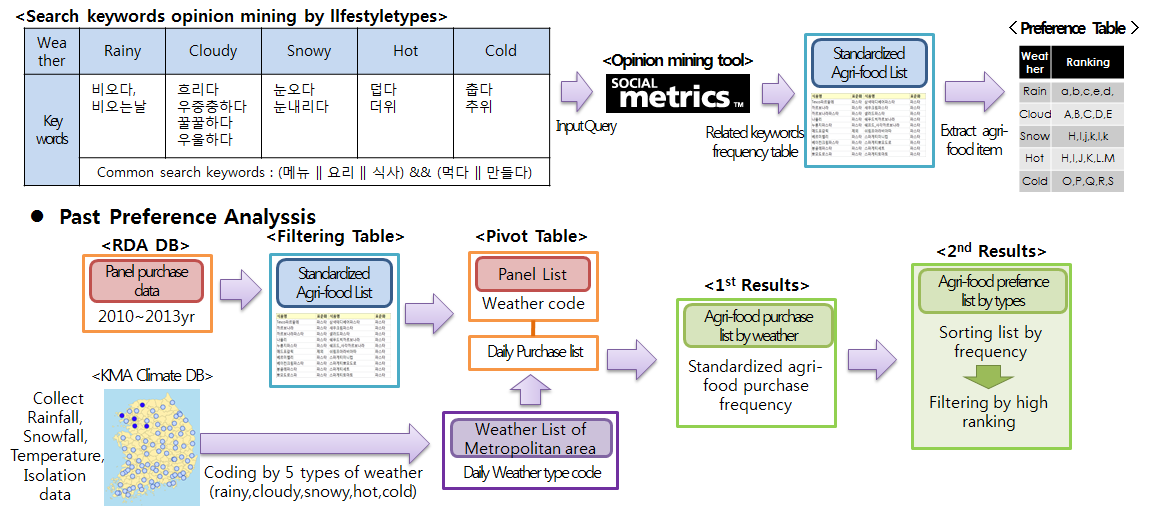 <Search keywords opinion mining by llfestyletypes>
Wea
ther
Rainy
Cloudy
Snowy
Hot
Cold
Key
words
비오다,
비오는날
흐리다
우중충하다
꿀꿀하다
우울하다
눈오다
눈내리다
덥다
더위
춥다
추위
Common search keywords : (메뉴 ‖ 요리 ‖ 식사) && (먹다 ‖ 만들다)
Input Query
<Opinion mining tool>
SOCIAL
metrics™
Related keywords
frequency table
Standardized
Agri-food List
Extract agri-
food item
< Preference Table >
Weat
her
Ranking
Rain
a,b,c,e,d,
Cloud
A,B,C,D,E
Snow
H,I,j,k,l,k
Hot
H,I,J,K,L.M
Cold
O,P,Q,R,S
● Past Preference Analysis
<RDA DB>
Panel purchase
data
2010~2013yr
<Filtering Table>
Standardized
Agri-food List
<Pivot Table>
Panel List
Weather code
Daily Purchase list
<KMA Climate DB>
Collect
Rainfall,
Snowfall,
Temperature,
Isolation
data
Coding by 5 types of weather
(rainy,cloudy,snowy,hot,cold)
Weather List of
Metropolitan area
Daily Weather type code
<1st Results>
Agri-food purchase
list by weather
Standardized agri-
food purchase
frequency
2nd Results>
Agri-food prefernce
list by types
Sorting list by
frequency
Filtering by high
ranking